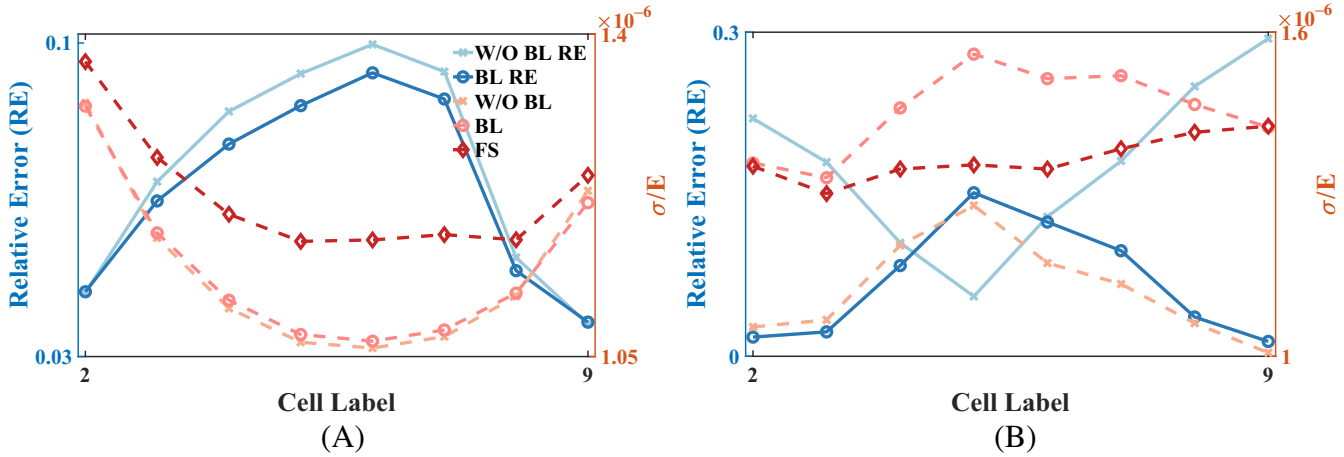 ×10⁻⁶
0.1
1.4
W/O BL RE
BL RE
W/O BL
BL
FS
Relative Error (RE)
σ/E
0.03
1.05
2
9
Cell Label
(A)
×10⁻⁶
0.3
1.6
Relative Error (RE)
σ/E
0
1
2
9
Cell Label
(B)